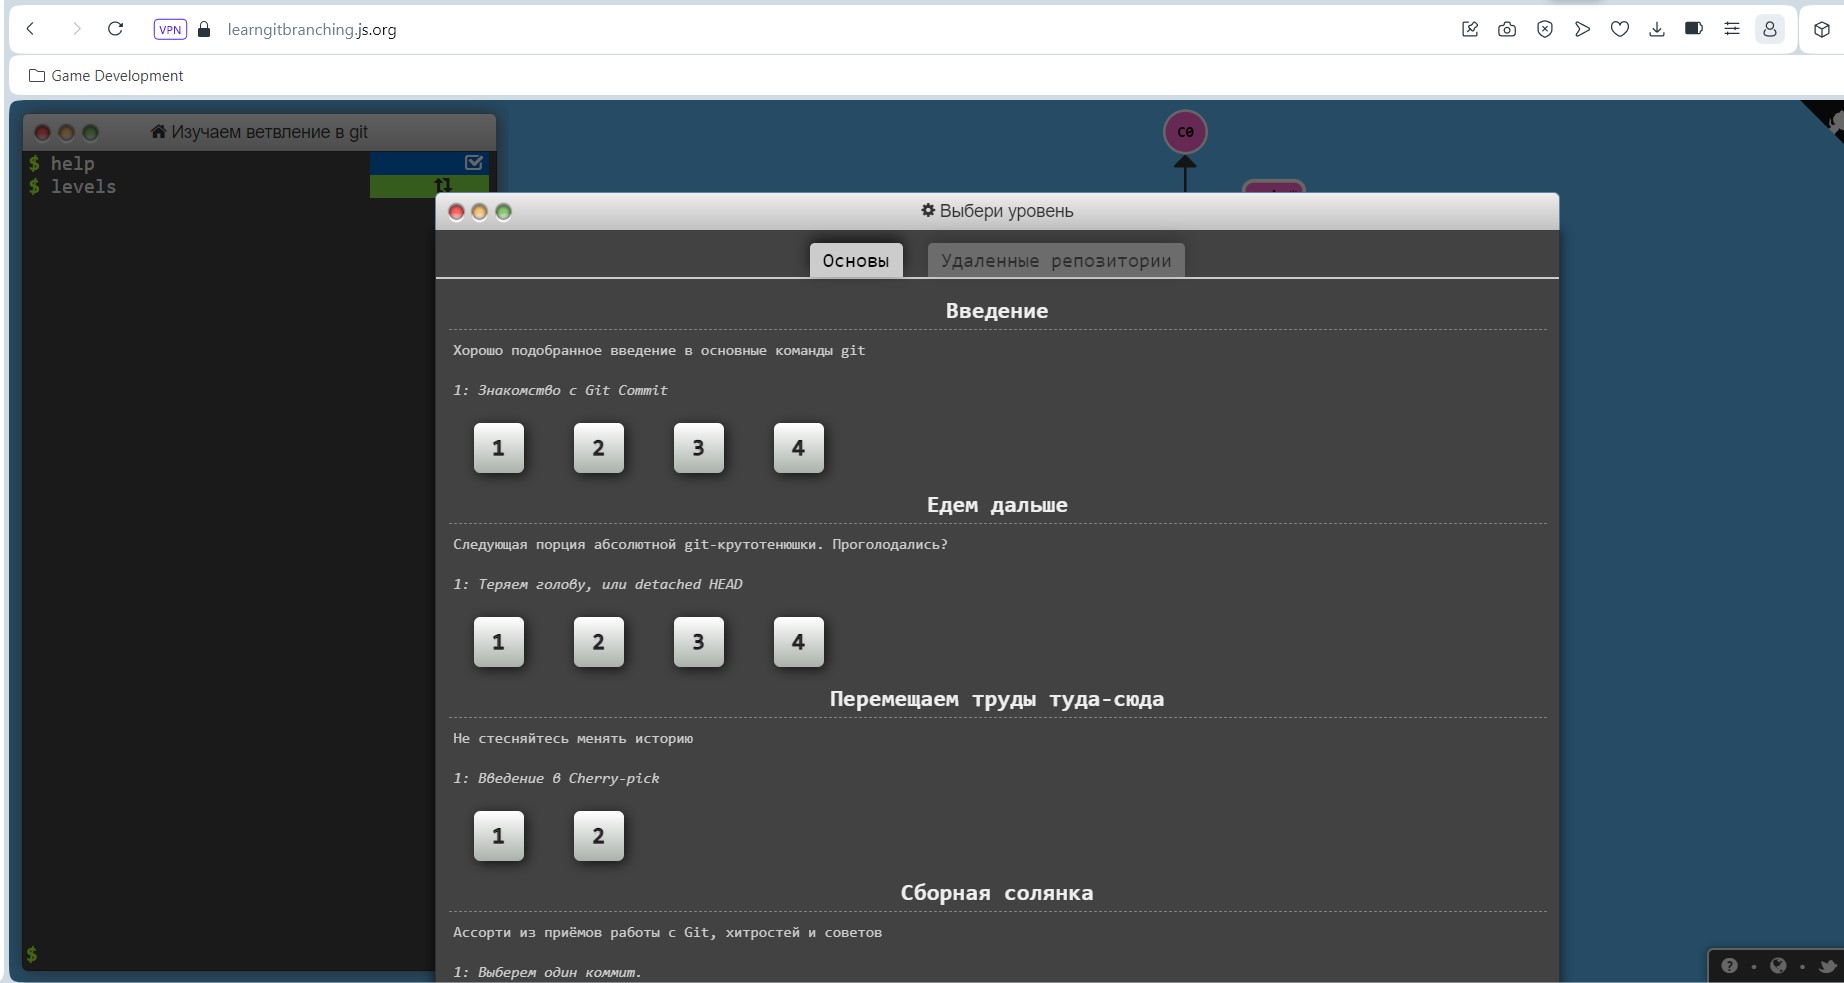 VPN
learngitbranching.js.org
Game Development
Изучаем ветвление в git
$ help
$ levels
C0
Выбери уровень
Основы
Удаленные репозитории
Введение
Хорошо подобранное введение в основные команды git
1: Знакомство с Git Commit
1 2 3 4
Едем дальше
Следующая порция абсолютной git-крутотенюшки. Проголодались?
1: Теряем голову, или detached HEAD
1 2 3 4
Перемещаем труды туда-сюда
Не стесняйтесь менять историю
1: Введение в Cherry-pick
1 2
Сборная солянка
Ассорти из приёмов работы с Git, хитростей и советов
1: Выберем один коммит.
$